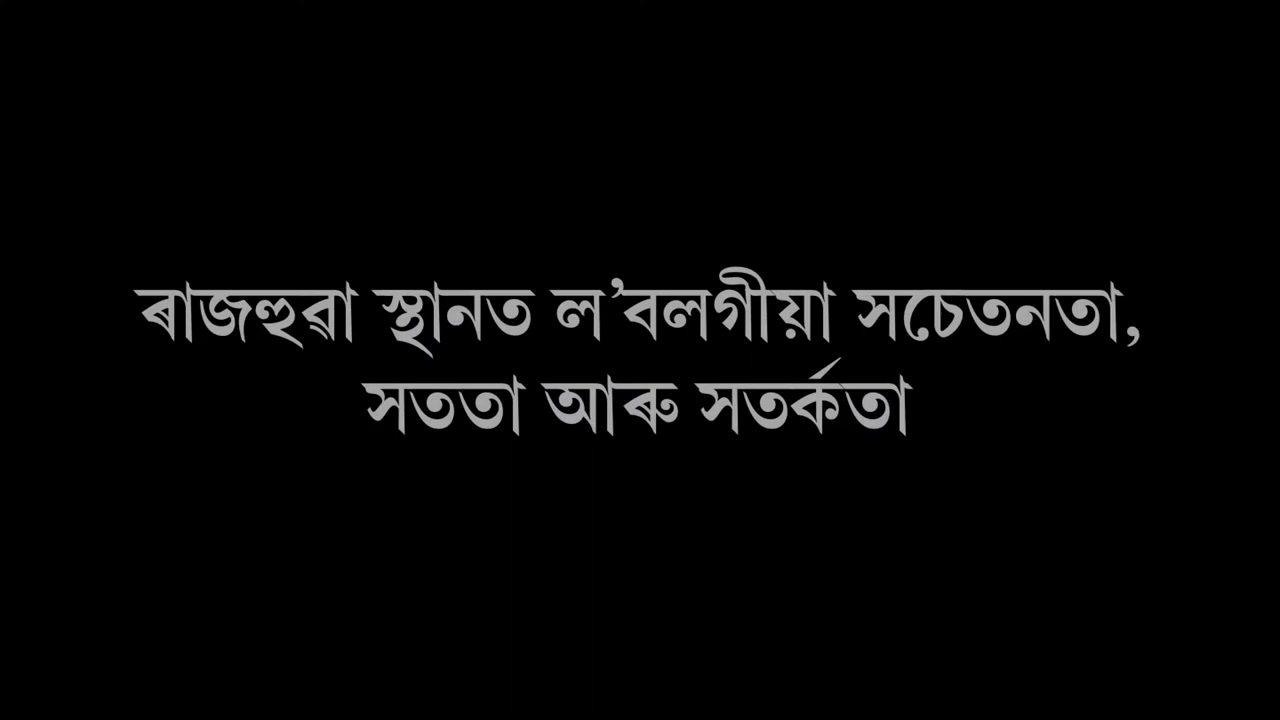 ৰাজহুৱা স্থানত ল’বলগীয়া সচেতনতা,
সততা আৰু সতৰ্কতা